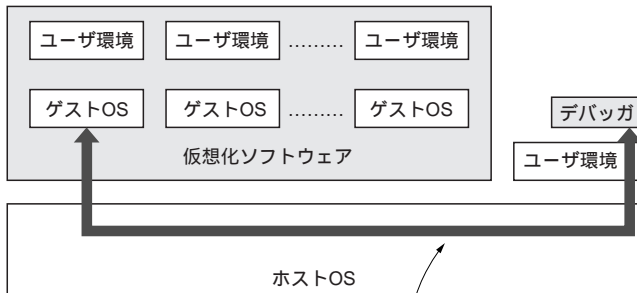 ユーザ環境 ユーザ環境 ......... ユーザ環境
ゲストOS ゲストOS ......... ゲストOS
仮想化ソフトウェア
デバッガ
ユーザ環境
ホストOS